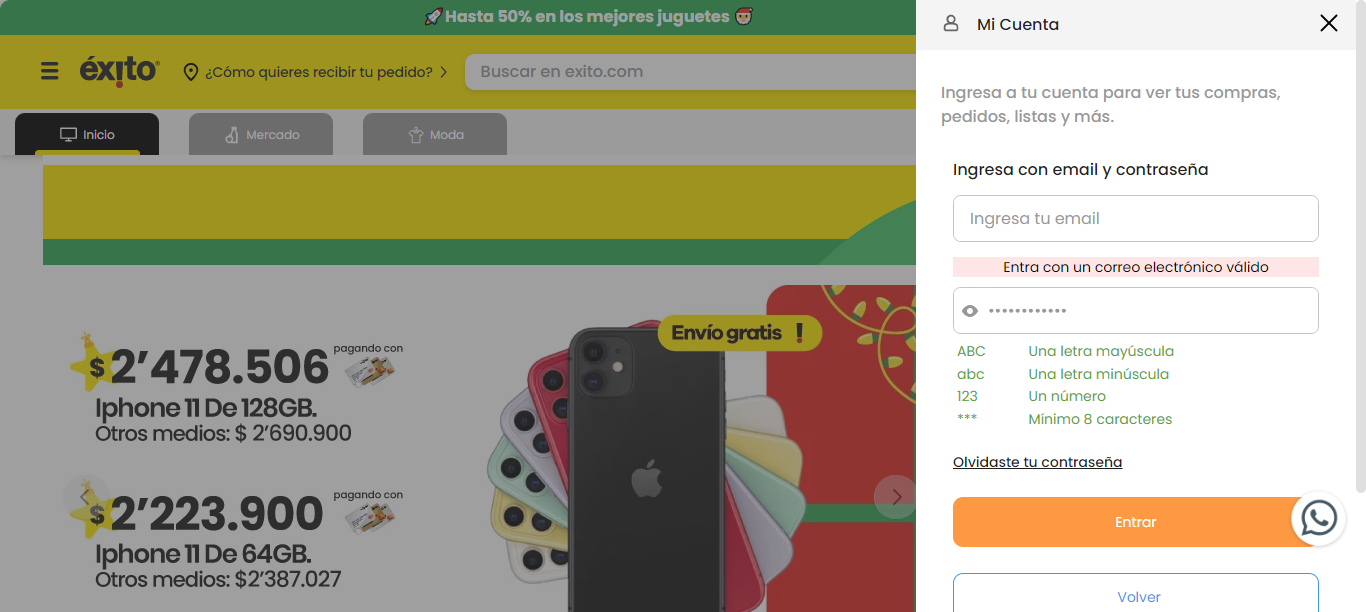 🚀 Hasta 50% en los mejores juguetes 🎅
éxito
¿Cómo quieres recibir tu pedido?
Buscar en exito.com
Inicio
Mercado
Moda
$2’478.506
pagando con
Iphone 11 De 128GB.
Otros medios: $ 2’690.900
$2’223.900
pagando con
Iphone 11 De 64GB.
Otros medios: $2’387.027
Envío gratis !
Mi Cuenta
Ingresa a tu cuenta para ver tus compras,
pedidos, listas y más.
Ingresa con email y contraseña
Ingresa tu email
Entra con un correo electrónico válido
••••••••••••
ABC Una letra mayúscula
abc Una letra minúscula
123 Un número
*** Mínimo 8 caracteres
Olvidaste tu contraseña
Entrar
Volver